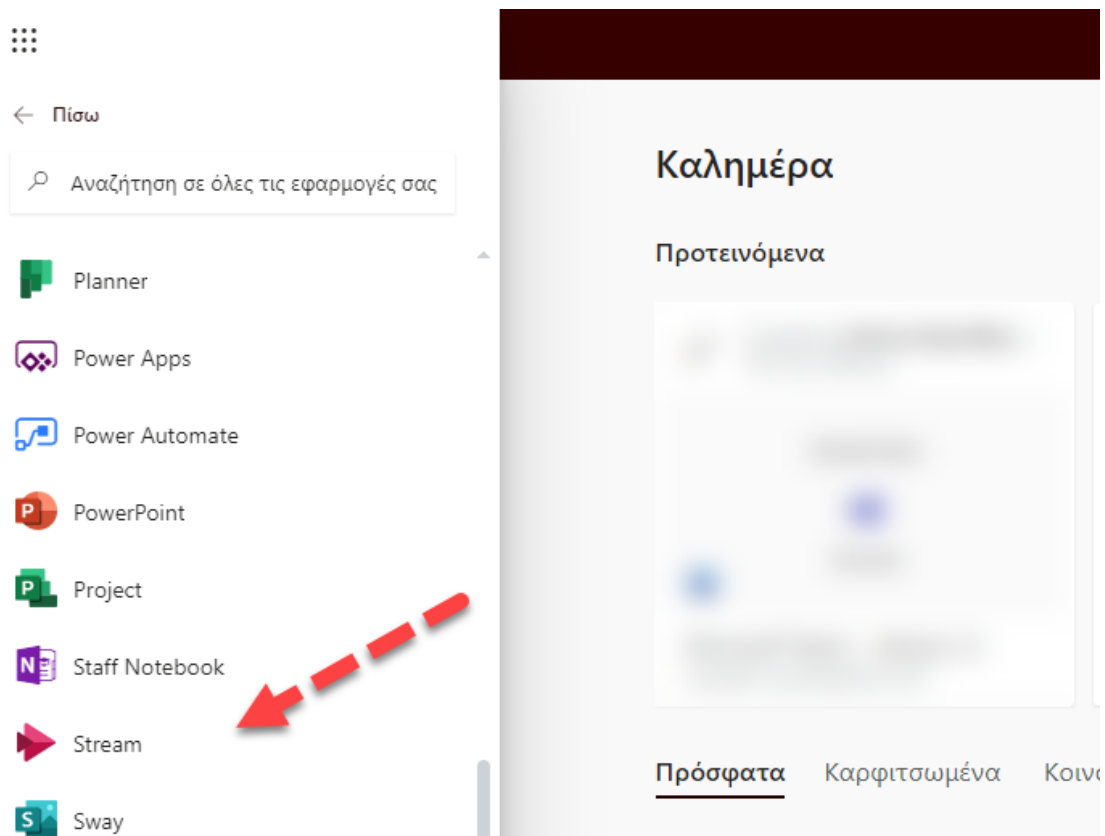 Πίσω
Αναζήτηση σε όλες τις εφαρμογές σας
Planner
Power Apps
Power Automate
PowerPoint
Project
Staff Notebook
Stream
Sway
Καλημέρα
Προτεινόμενα
Πρόσφατα Καρφιτσωμένα